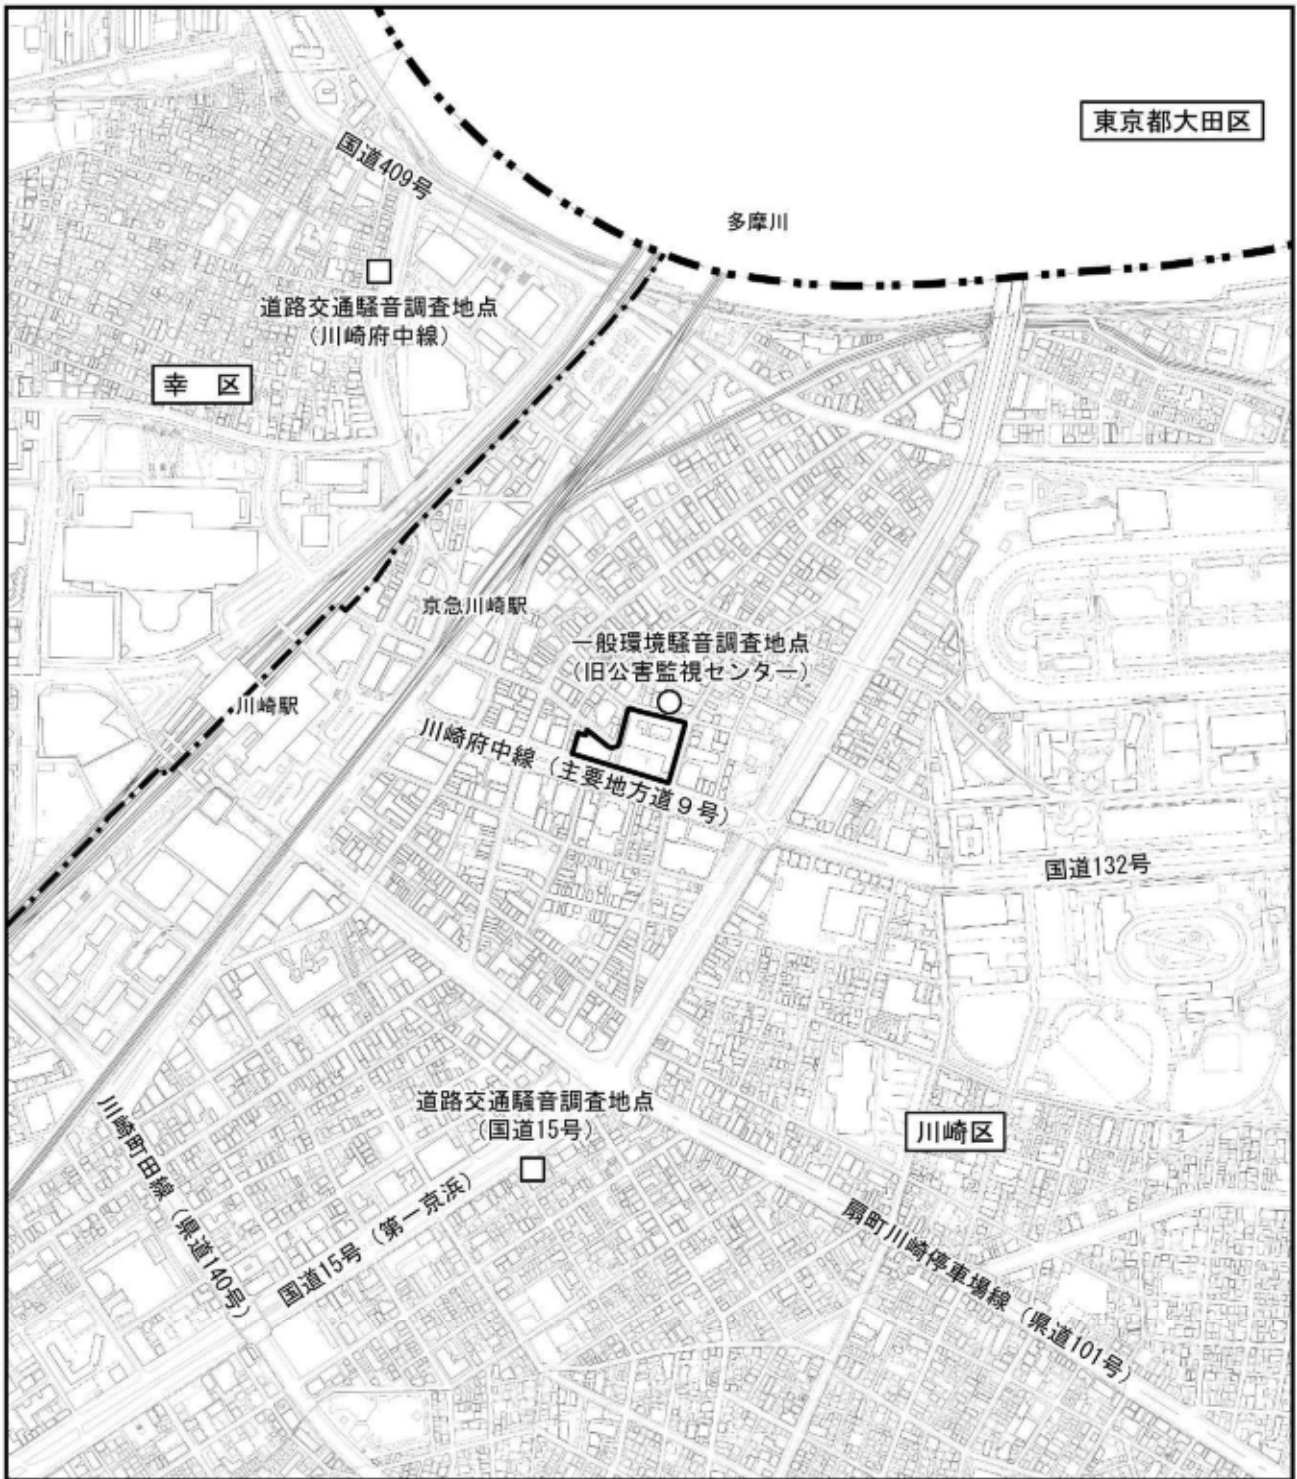 東京都大田区
国道409号
多摩川
道路交通騒音調査地点
（川崎府中線）
幸　区
京急川崎駅
一般環境騒音調査地点
（旧公害監視センター）
川崎駅
川崎府中線（主要地方道９号）
国道132号
道路交通騒音調査地点
（国道15号）
川崎区
川崎町田線（県道140号）
国道15号（第一京浜）
扇町川崎停車場線（県道101号）